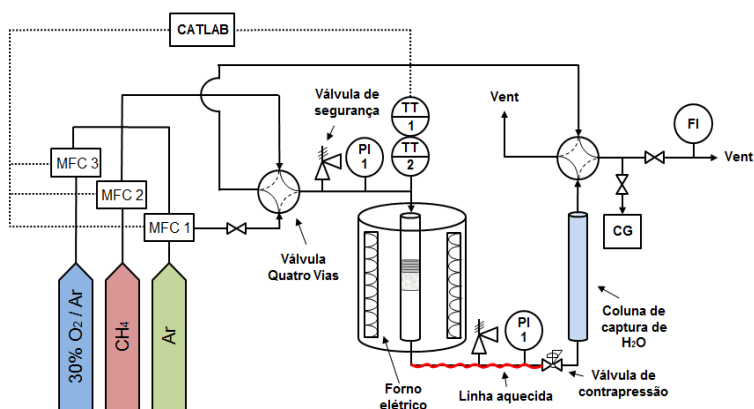 CATLAB
Válvula de
segurança
TT
1
TT
2
PI
1
Vent
FI
Vent
MFC 3
MFC 2
MFC 1
Válvula
Quatro Vias
CG
30% O2 / Ar
CH4
Ar
PI
1
Coluna de
captura de
H2O
Forno
elétrico
Linha aquecida
Válvula de
contrapressão